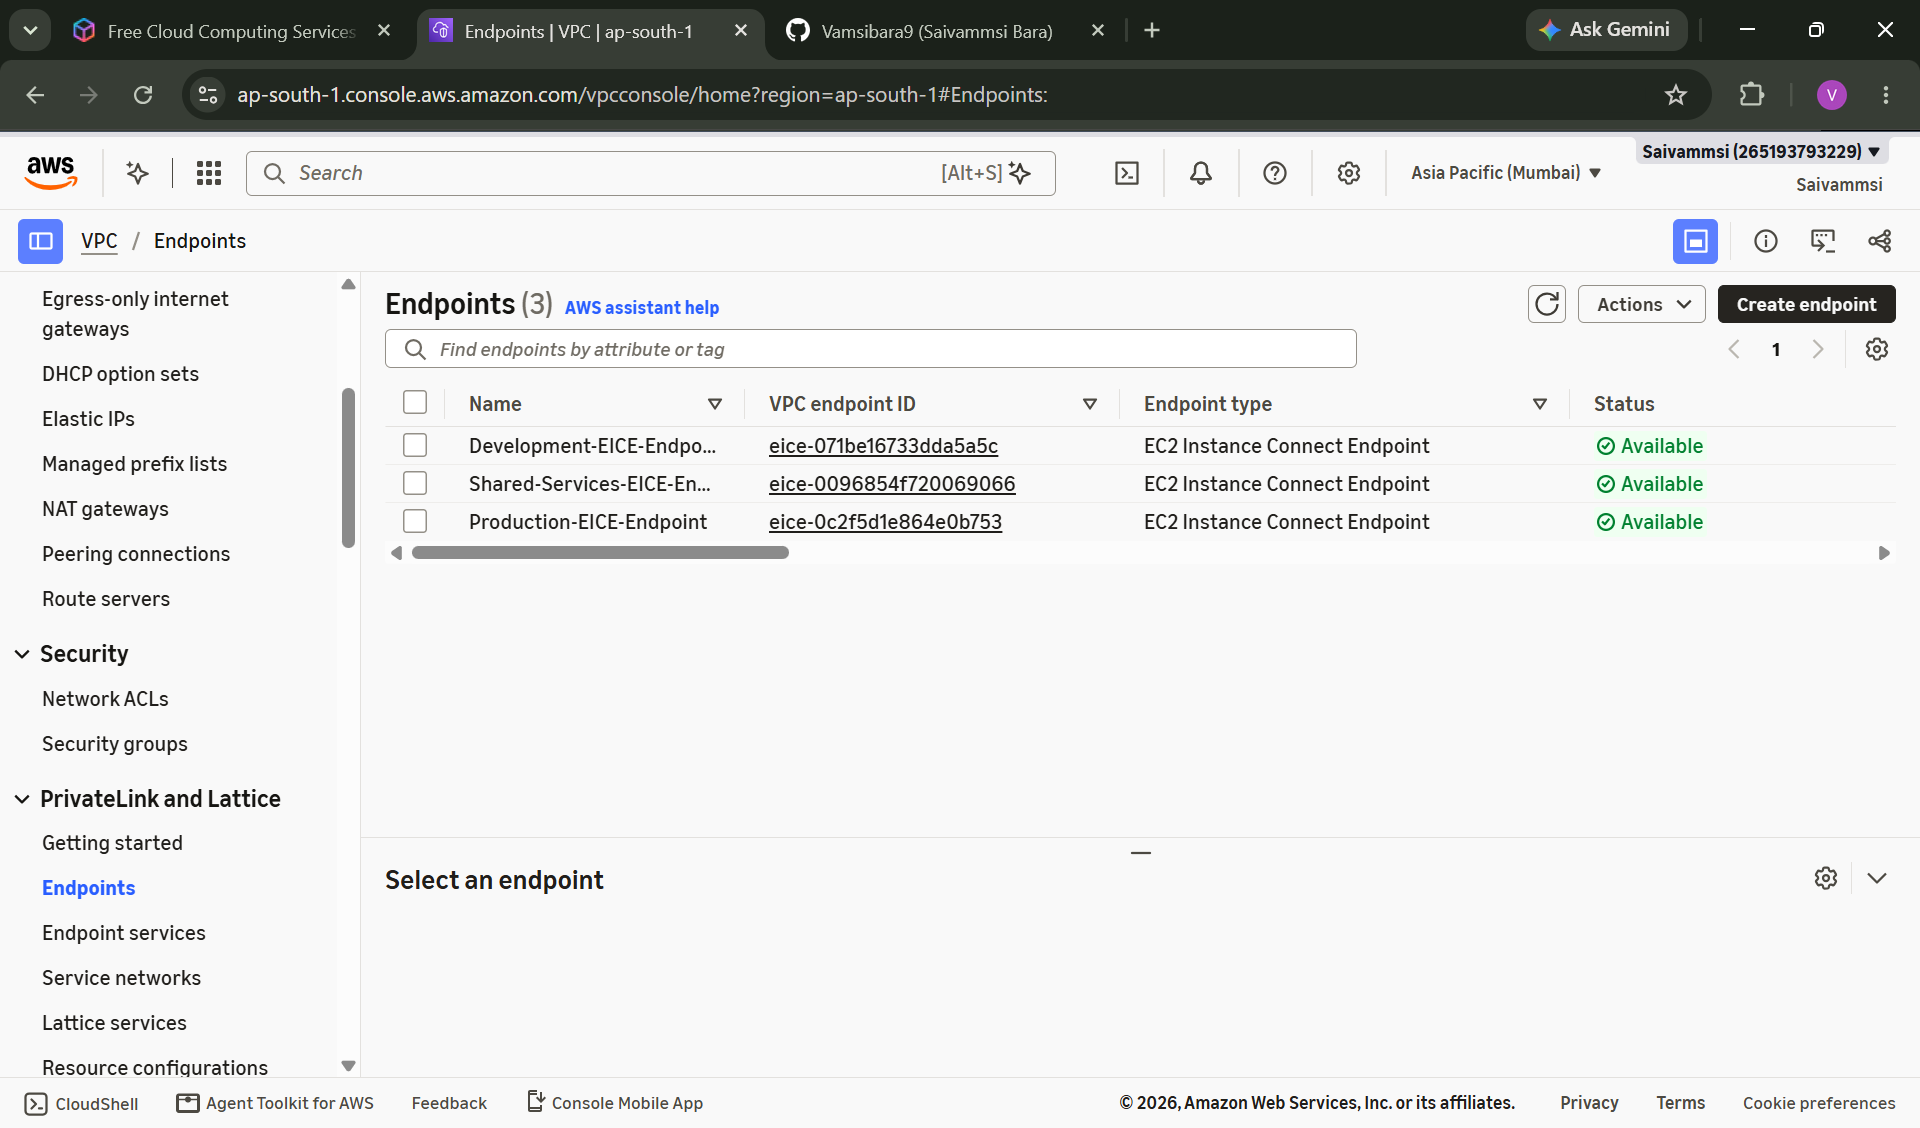 Free Cloud Computing Services
Endpoints | VPC | ap-south-1
Vamsibara9 (Saivammsi Bara)
Ask Gemini
ap-south-1.console.aws.amazon.com/vpcconsole/home?region=ap-south-1#Endpoints:
V
aws
Search
[Alt+S]
Asia Pacific (Mumbai)
Saivammsi (265193793229)
Saivammsi
VPC / Endpoints
Egress-only internet
gateways
DHCP option sets
Elastic IPs
Managed prefix lists
NAT gateways
Peering connections
Route servers
Security
Network ACLs
Security groups
PrivateLink and Lattice
Getting started
Endpoints
Endpoint services
Service networks
Lattice services
Resource configurations
Endpoints (3) AWS assistant help
Actions
Create endpoint
Find endpoints by attribute or tag
1
Name VPC endpoint ID Endpoint type Status
Development-EICE-Endpo... eice-071be16733dda5a5c EC2 Instance Connect Endpoint Available
Shared-Services-EICE-En... eice-0096854f720069066 EC2 Instance Connect Endpoint Available
Production-EICE-Endpoint eice-0c2f5d1e864e0b753 EC2 Instance Connect Endpoint Available
Select an endpoint
CloudShell Agent Toolkit for AWS Feedback Console Mobile App © 2026, Amazon Web Services, Inc. or its affiliates. Privacy Terms Cookie preferences